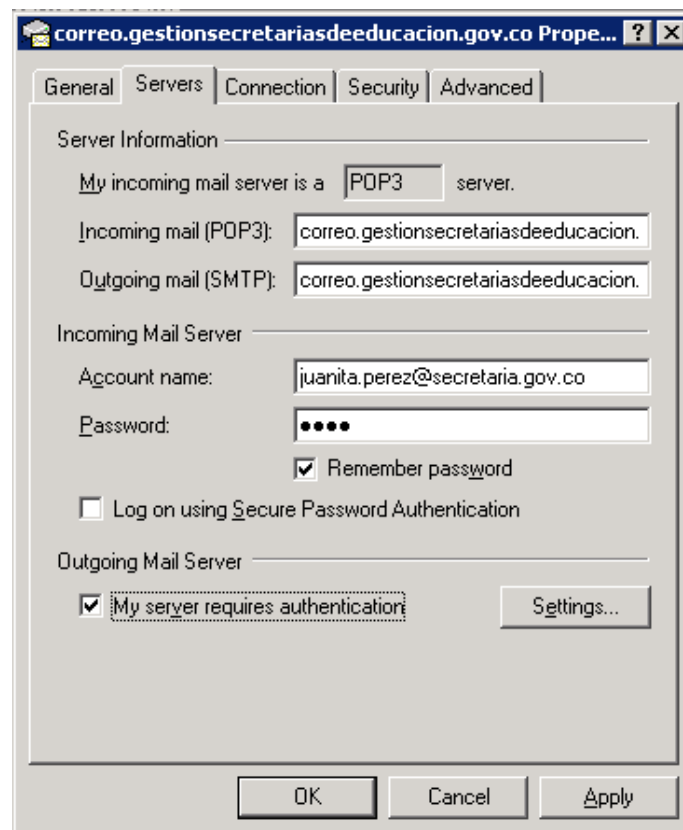 correo.gestionsecretariasdeeducacion.gov.co Prope...
General Servers Connection Security Advanced
Server Information
My incoming mail server is a POP3 server.
Incoming mail (POP3): correo.gestionsecretariasdeeducacion.
Outgoing mail (SMTP): correo.gestionsecretariasdeeducacion.
Incoming Mail Server
Account name: juanita.perez@secretaria.gov.co
Password: ●●●●
Remember password
Log on using Secure Password Authentication
Outgoing Mail Server
My server requires authentication Settings...
OK Cancel Apply